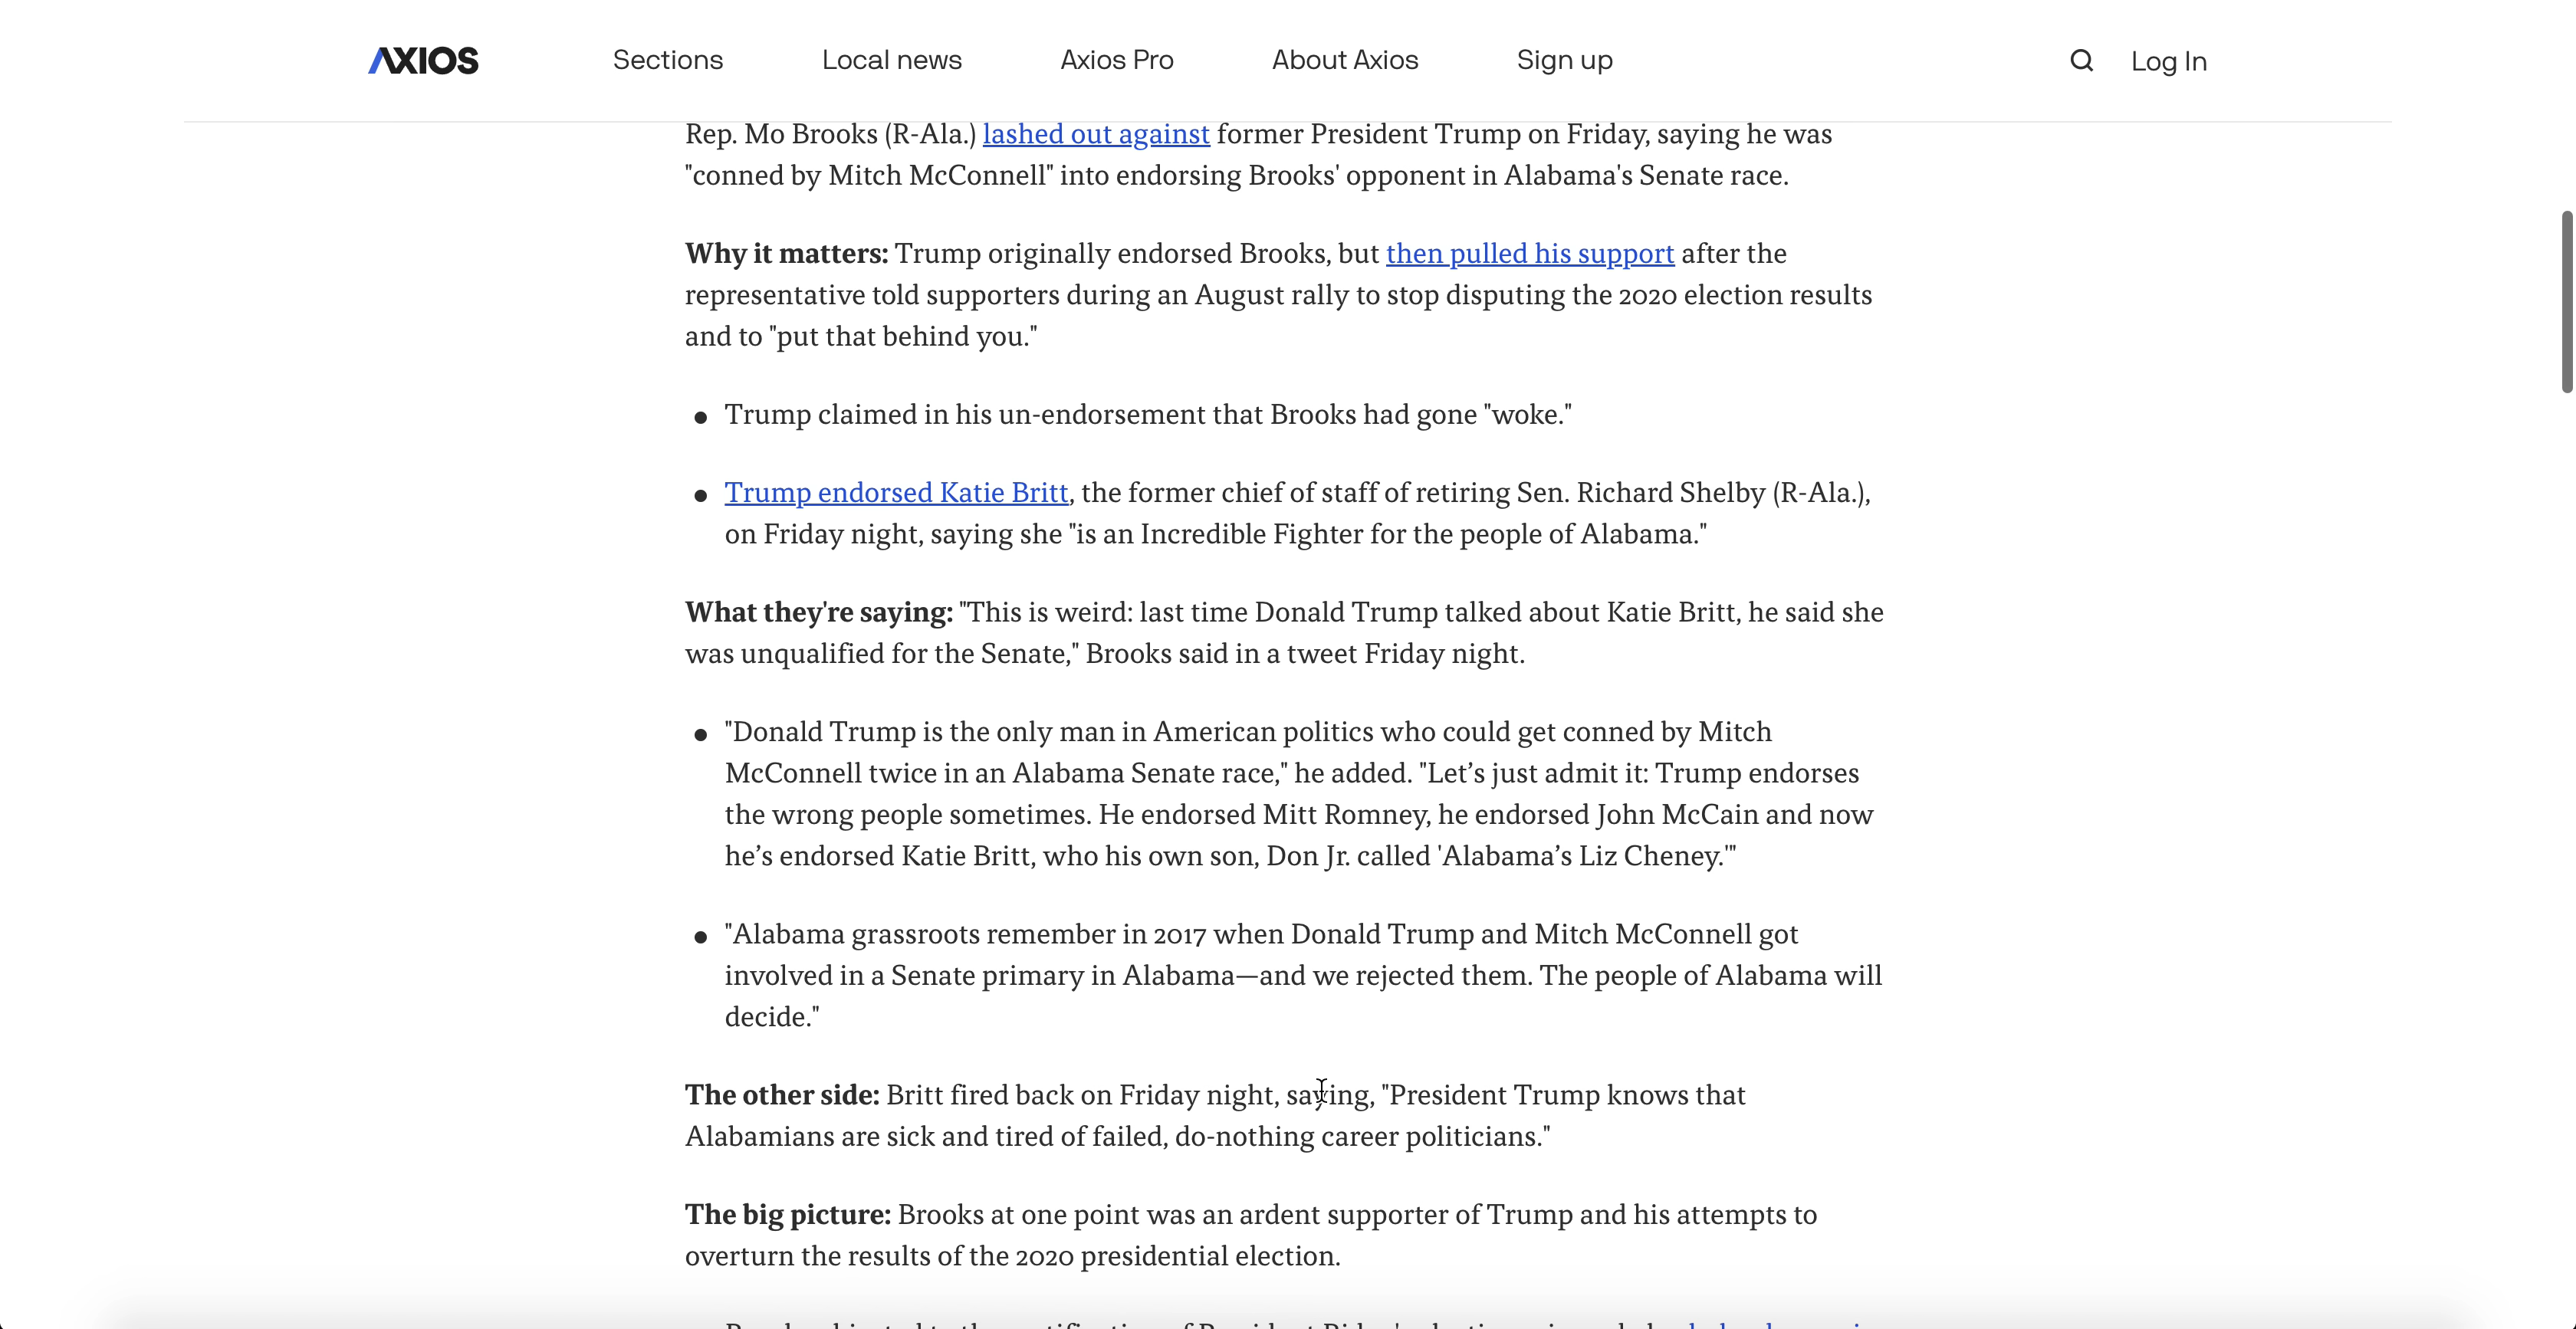 AXIOS Sections Local news Axios Pro About Axios Sign up Log In
Rep. Mo Brooks (R-Ala.) lashed out against former President Trump on Friday, saying he was
"conned by Mitch McConnell" into endorsing Brooks' opponent in Alabama's Senate race.
Why it matters: Trump originally endorsed Brooks, but then pulled his support after the
representative told supporters during an August rally to stop disputing the 2020 election results
and to "put that behind you."
● Trump claimed in his un-endorsement that Brooks had gone "woke."
● Trump endorsed Katie Britt, the former chief of staff of retiring Sen. Richard Shelby (R-Ala.),
on Friday night, saying she "is an Incredible Fighter for the people of Alabama."
What they're saying: "This is weird: last time Donald Trump talked about Katie Britt, he said she
was unqualified for the Senate," Brooks said in a tweet Friday night.
● "Donald Trump is the only man in American politics who could get conned by Mitch
McConnell twice in an Alabama Senate race," he added. "Let’s just admit it: Trump endorses
the wrong people sometimes. He endorsed Mitt Romney, he endorsed John McCain and now
he’s endorsed Katie Britt, who his own son, Don Jr. called 'Alabama’s Liz Cheney.'"
● "Alabama grassroots remember in 2017 when Donald Trump and Mitch McConnell got
involved in a Senate primary in Alabama—and we rejected them. The people of Alabama will
decide."
The other side: Britt fired back on Friday night, saying, "President Trump knows that
Alabamians are sick and tired of failed, do-nothing career politicians."
The big picture: Brooks at one point was an ardent supporter of Trump and his attempts to
overturn the results of the 2020 presidential election.